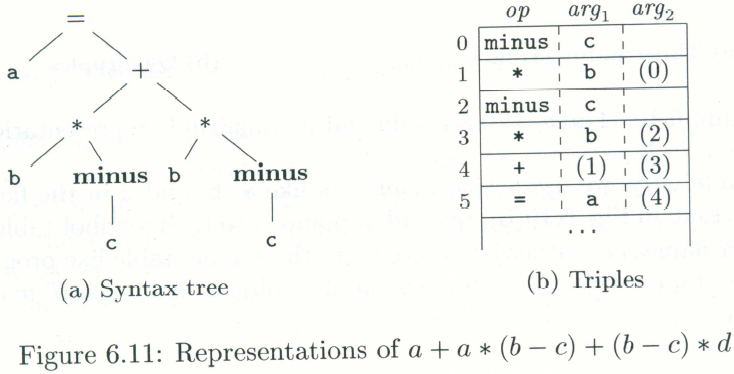 =
a
+
*
*
b
minus
b
minus
c
c
(a) Syntax tree
op arg1 arg2
0 minus c
1 * b (0)
2 minus c
3 * b (2)
4 + (1) (3)
5 = a (4)
...
(b) Triples
Figure 6.11: Representations of a + a * (b − c) + (b − c) * d